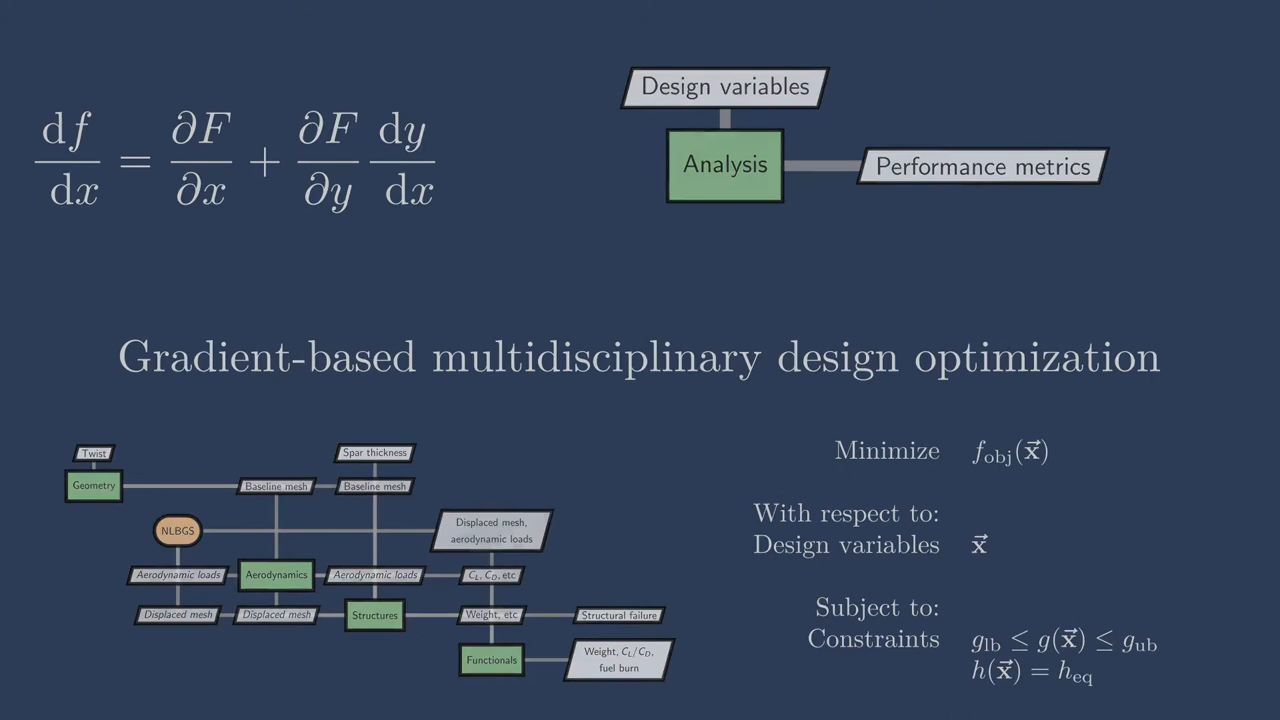 df/dx = ∂F/∂x + ∂F/∂y dy/dx
Design variables
Analysis
Performance metrics
Gradient-based multidisciplinary design optimization
Twist
Spar thickness
Geometry
Baseline mesh
Baseline mesh
NLBGS
Displaced mesh,
aerodynamic loads
Aerodynamic loads
Aerodynamics
Aerodynamic loads
C_L, C_D, etc
Displaced mesh
Displaced mesh
Structures
Weight, etc
Structural failure
Functionals
Weight, C_L/C_D,
fuel burn
Minimize f_obj(x⃗)
With respect to:
Design variables x⃗
Subject to:
Constraints g_lb ≤ g(x⃗) ≤ g_ub
h(x⃗) = h_eq